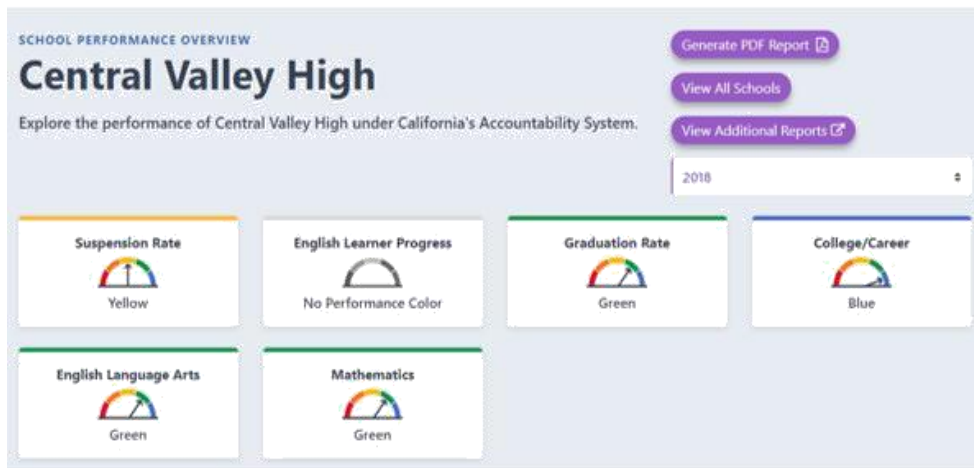 SCHOOL PERFORMANCE OVERVIEW
Central Valley High
Explore the performance of Central Valley High under California's Accountability System.
Generate PDF Report
View All Schools
View Additional Reports
2018
Suspension Rate
Yellow
English Learner Progress
No Performance Color
Graduation Rate
Green
College/Career
Blue
English Language Arts
Green
Mathematics
Green